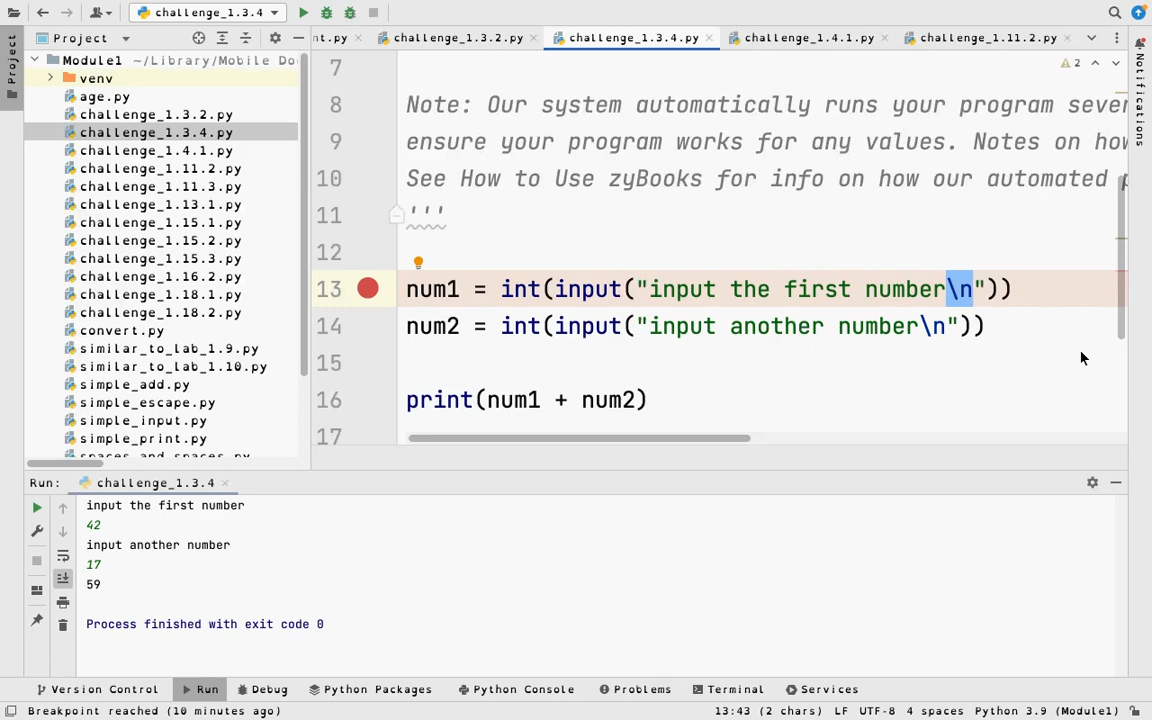 challenge_1.3.4
Project
Module1 ~/Library/Mobile Do
venv
age.py
challenge_1.3.2.py
challenge_1.3.4.py
challenge_1.4.1.py
challenge_1.11.2.py
challenge_1.11.3.py
challenge_1.13.1.py
challenge_1.15.1.py
challenge_1.15.2.py
challenge_1.15.3.py
challenge_1.16.2.py
challenge_1.18.1.py
challenge_1.18.2.py
convert.py
similar_to_lab_1.9.py
similar_to_lab_1.10.py
simple_add.py
simple_escape.py
simple_input.py
simple_print.py
spaces_and_spaces.py
Project
nt.py challenge_1.3.2.py challenge_1.3.4.py challenge_1.4.1.py challenge_1.11.2.py
2
7
8 Note: Our system automatically runs your program sever
9 ensure your program works for any values. Notes on how
10 See How to Use zyBooks for info on how our automated p
11 '''
12
13 num1 = int(input("input the first number\n"))
14 num2 = int(input("input another number\n"))
15
16 print(num1 + num2)
17
Notifications
Run: challenge_1.3.4
input the first number
42
input another number
17
59
Process finished with exit code 0
Version Control Run Debug Python Packages Python Console Problems Terminal Services
Breakpoint reached (10 minutes ago) 13:43 (2 chars) LF UTF-8 4 spaces Python 3.9 (Module1)